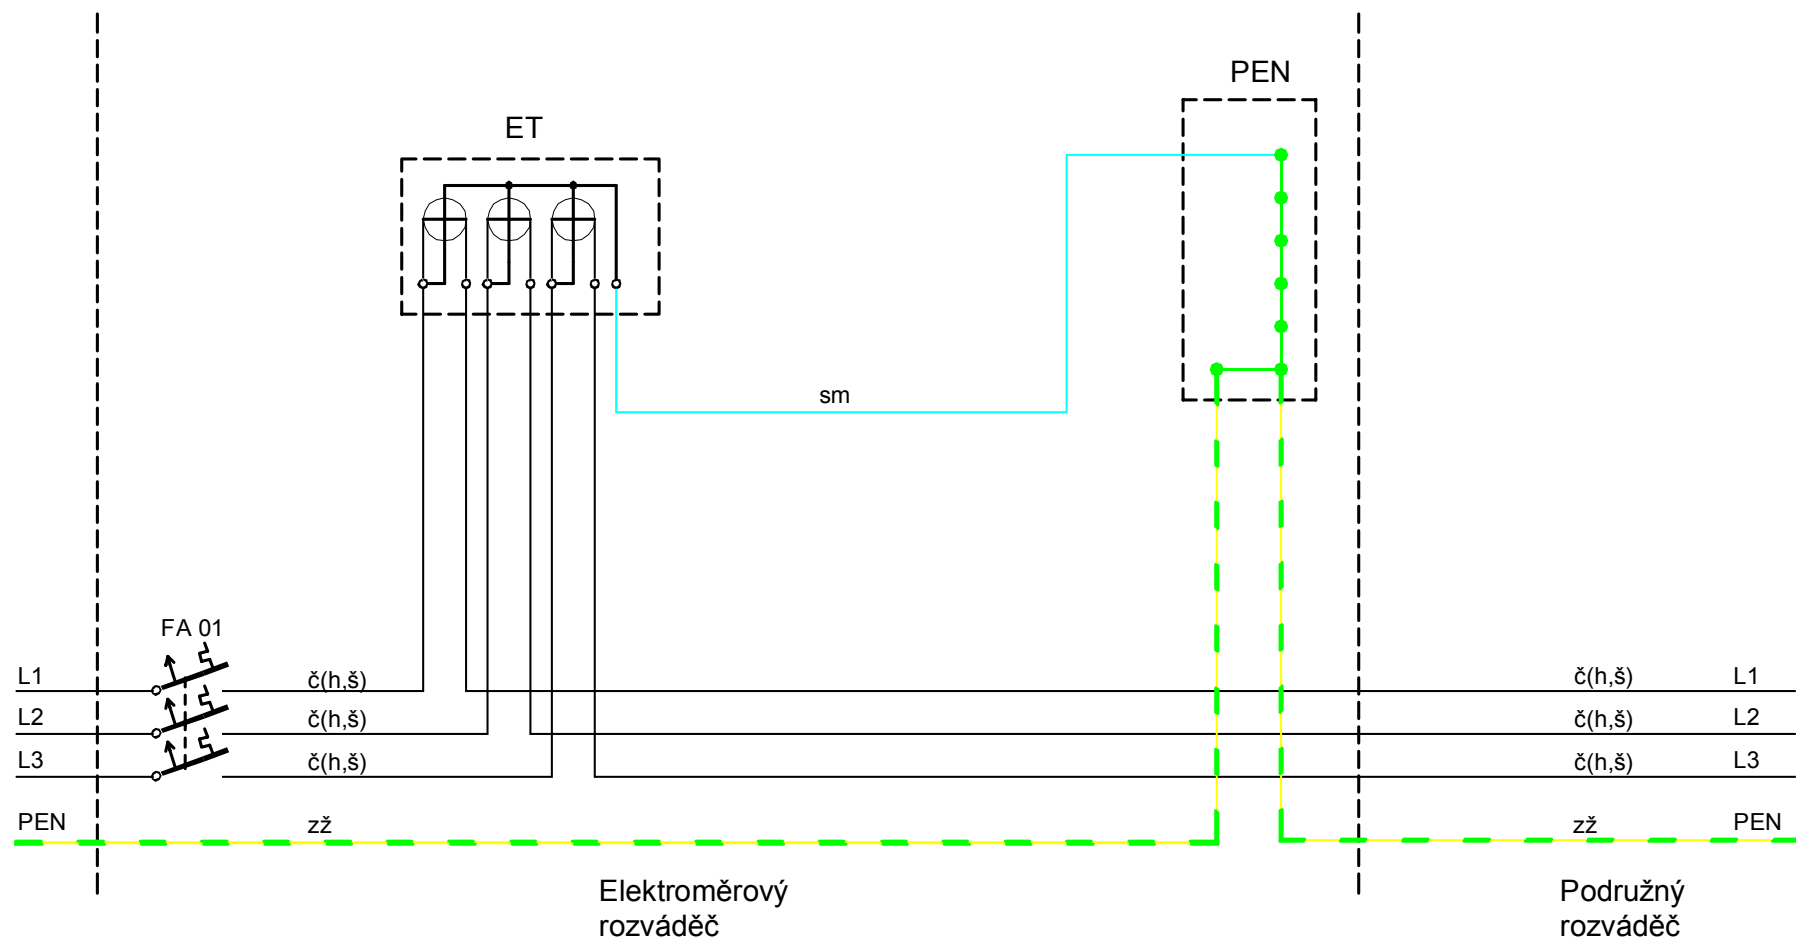 PEN
ET
sm
FA 01
L1 č(h,š) č(h,š) L1
L2 č(h,š) č(h,š) L2
L3 č(h,š) č(h,š) L3
PEN zž zž PEN
Elektroměrový
rozváděč
Podružný
rozváděč